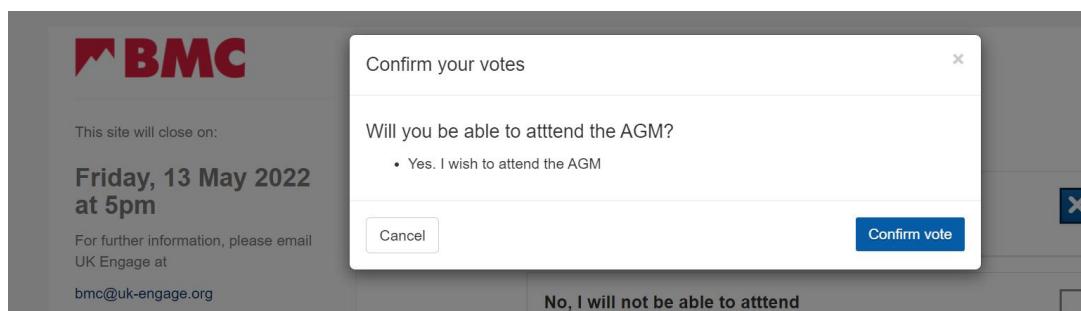 BMC
This site will close on:
Friday, 13 May 2022
at 5pm
For further information, please email
UK Engage at
bmc@uk-engage.org
Confirm your votes
×
Will you be able to atttend the AGM?
• Yes. I wish to attend the AGM
Cancel
Confirm vote
No, I will not be able to atttend